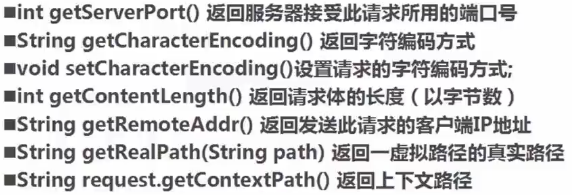 ■int getServerPort() 返回服务器接受此请求所用的端口号
■String getCharacterEncoding() 返回字符编码方式
■void setCharacterEncoding()设置请求的字符编码方式;
■int getContentLength() 返回请求体的长度（以字节数）
■String getRemoteAddr() 返回发送此请求的客户端IP地址
■String getRealPath(String path) 返回一虚拟路径的真实路径
■String request.getContextPath() 返回上下文路径